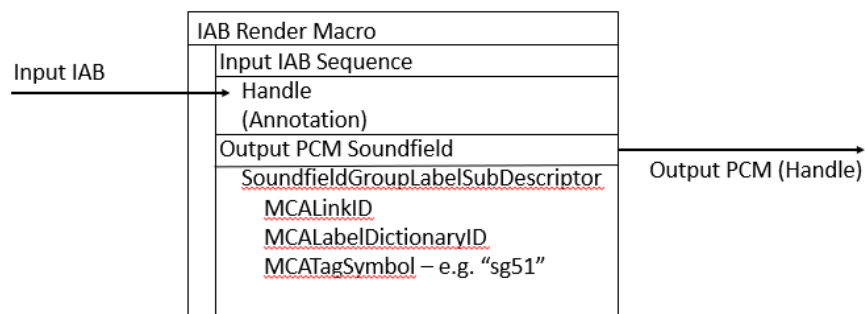 IAB Render Macro
Input IAB Sequence
Input IAB
Handle
(Annotation)
Output PCM Soundfield
Output PCM (Handle)
SoundfieldGroupLabelSubDescriptor
MCALinkID
MCALabelDictionaryID
MCATagSymbol – e.g. “sg51”